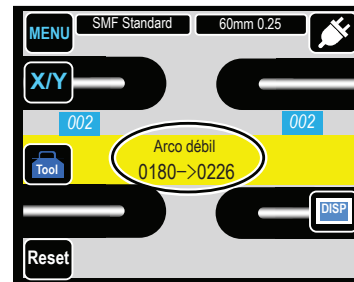 MENU SMF Standard 60mm 0.25
X/Y
002 002
Arco débil
Tool 0180–>0226
DISP
Reset